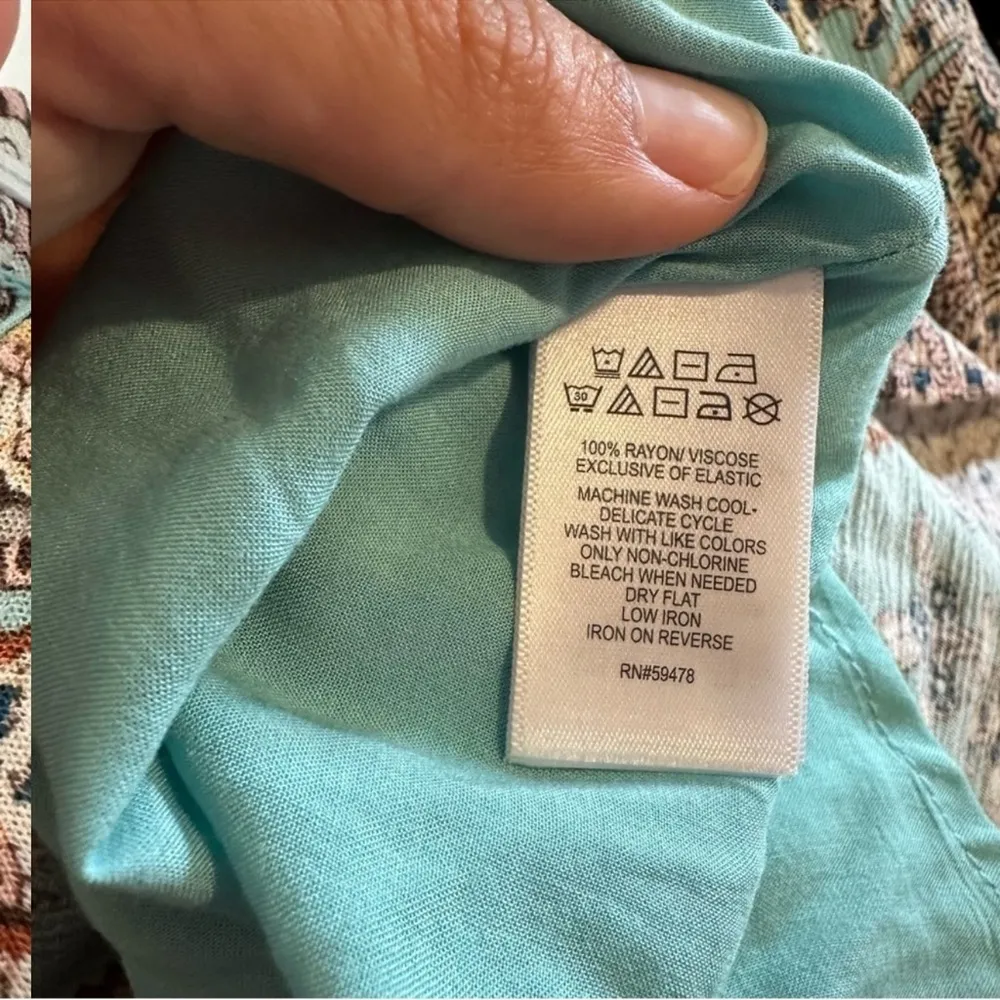 30
100% RAYON/ VISCOSE
EXCLUSIVE OF ELASTIC
MACHINE WASH COOL-
DELICATE CYCLE
WASH WITH LIKE COLORS
ONLY NON-CHLORINE
BLEACH WHEN NEEDED
DRY FLAT
LOW IRON
IRON ON REVERSE
RN#59478